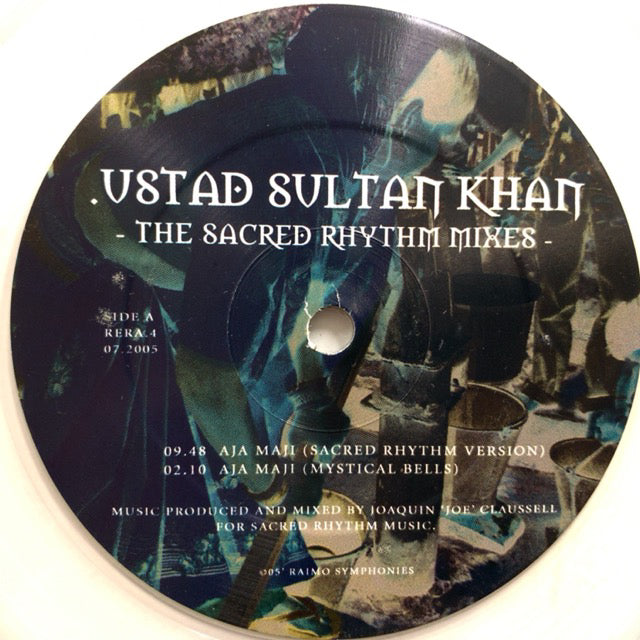 .USTAD SULTAN KHAN
- THE SACRED RHYTHM MIXES -
SIDE A
RERA.4
07.2005
09.48 AJA MAJI (SACRED RHYTHM VERSION)
02.10 AJA MAJI (MYSTICAL BELLS)
MUSIC PRODUCED AND MIXED BY JOAQUIN 'JOE' CLAUSSELL
FOR SACRED RHYTHM MUSIC.
005' RAIMO SYMPHONIES